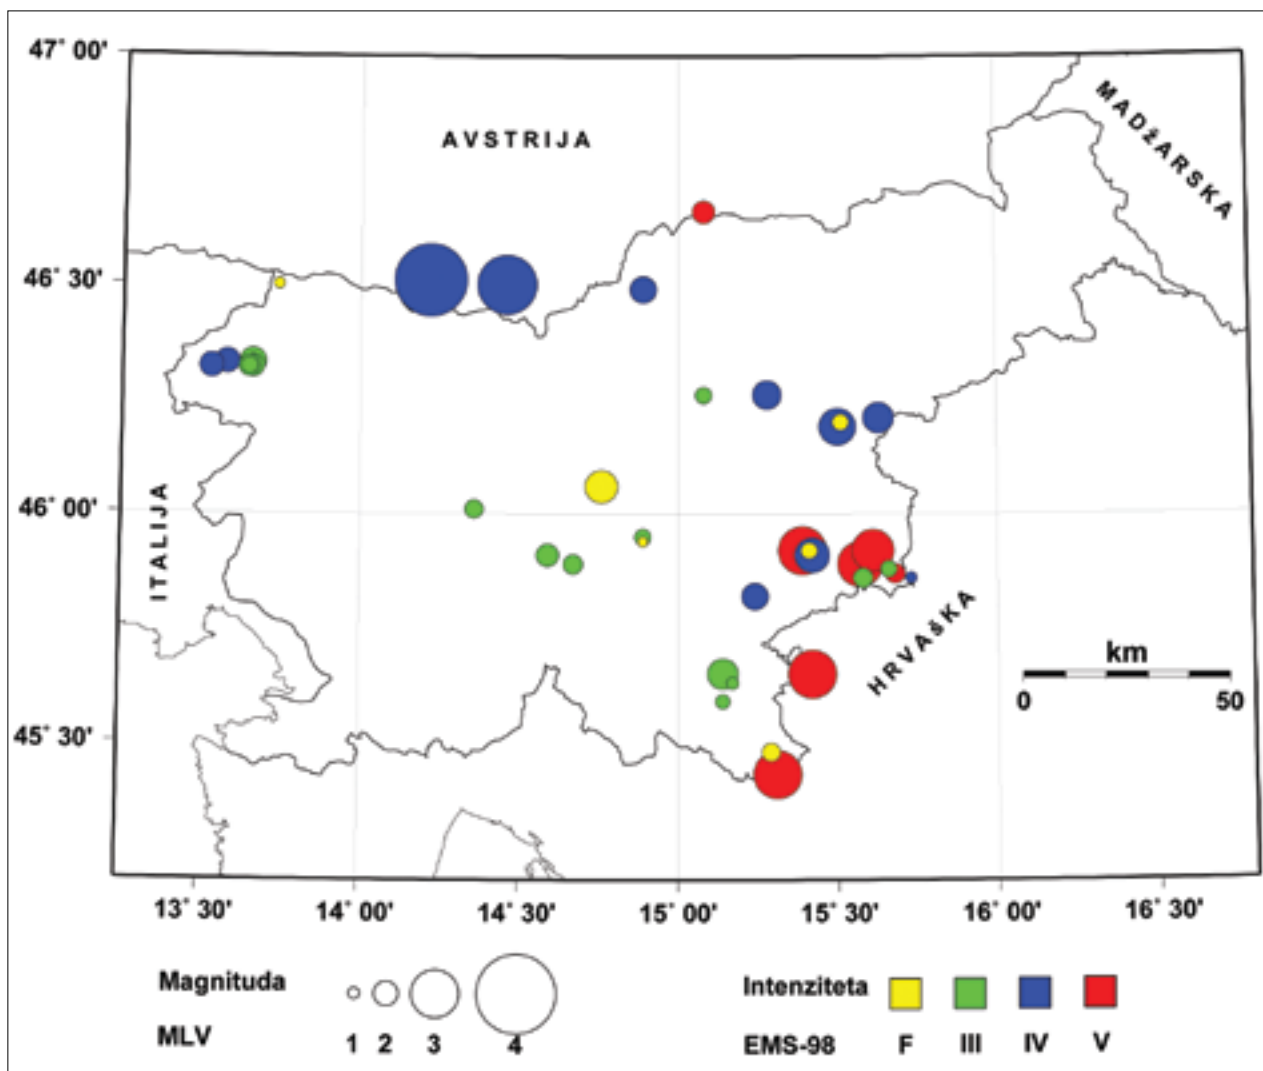 47° 00'
AVSTRIJA
MADžARSKA
46° 30'
46° 00'
ITALIJA
HRVAšKA
km
0 50
45° 30'
13° 30' 14° 00' 14° 30' 15° 00' 15° 30' 16° 00' 16° 30'
Magnituda
MLV 1 2 3 4
Intenziteta
EMS-98 F III IV V